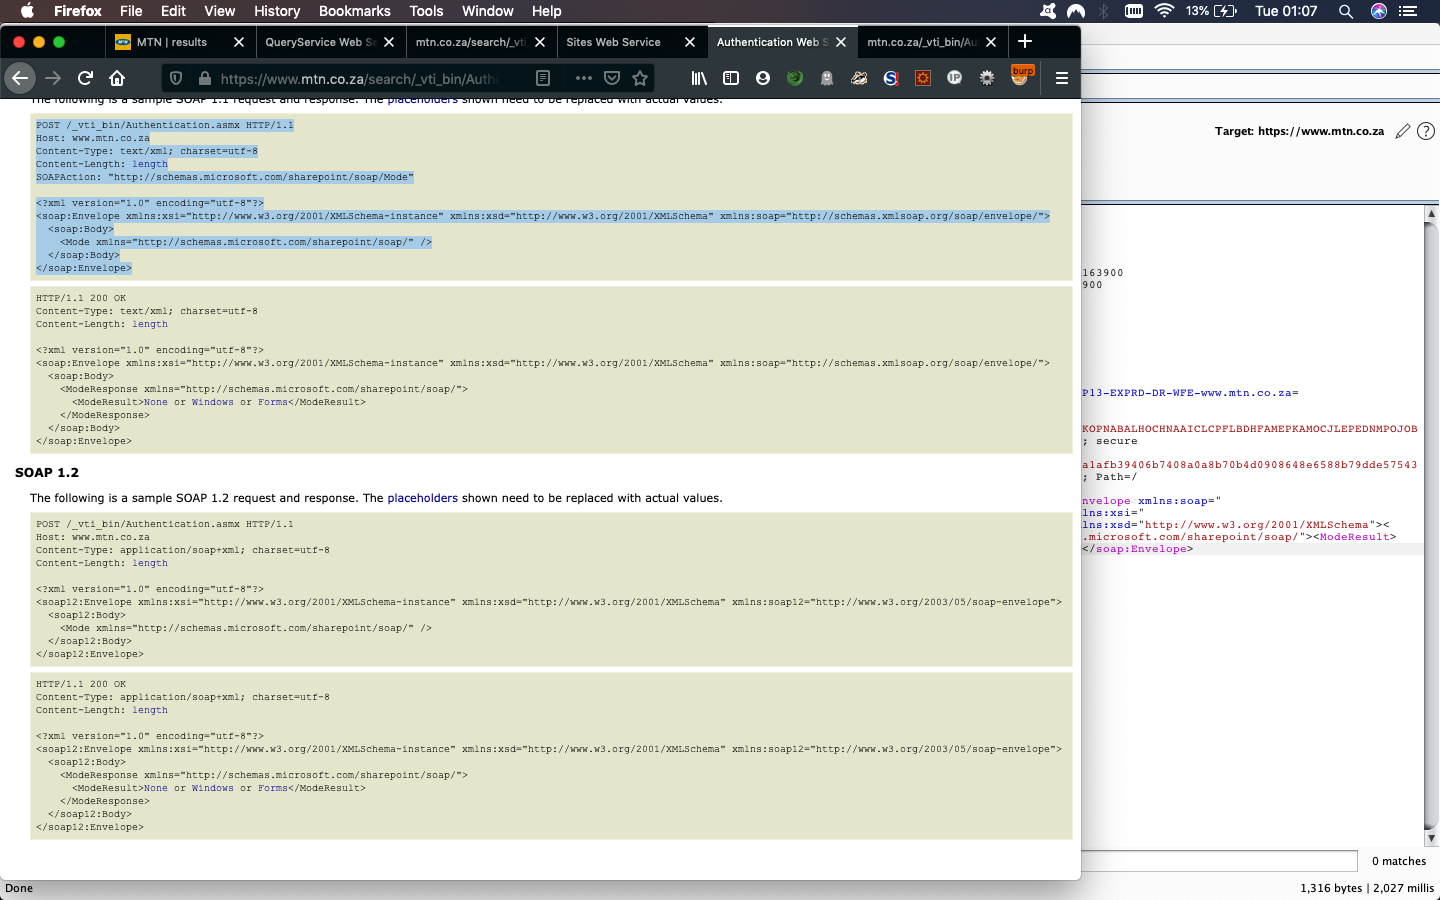 Firefox File Edit View History Bookmarks Tools Window Help 13% Tue 01:07
MTN | results QueryService Web Se mtn.co.za/search/_vti Sites Web Service Authentication Web S mtn.co.za/_vti_bin/Au
https://www.mtn.co.za/search/_vti_bin/Auth
burp
IP
The following is a sample SOAP 1.1 request and response. The placeholders shown need to be replaced with actual values.
POST /_vti_bin/Authentication.asmx HTTP/1.1
Host: www.mtn.co.za
Content-Type: text/xml; charset=utf-8
Content-Length: length
SOAPAction: "http://schemas.microsoft.com/sharepoint/soap/Mode"
<?xml version="1.0" encoding="utf-8"?>
<soap:Envelope xmlns:xsi="http://www.w3.org/2001/XMLSchema-instance" xmlns:xsd="http://www.w3.org/2001/XMLSchema" xmlns:soap="http://schemas.xmlsoap.org/soap/envelope/">
<soap:Body>
<Mode xmlns="http://schemas.microsoft.com/sharepoint/soap/" />
</soap:Body>
</soap:Envelope>
HTTP/1.1 200 OK
Content-Type: text/xml; charset=utf-8
Content-Length: length
<?xml version="1.0" encoding="utf-8"?>
<soap:Envelope xmlns:xsi="http://www.w3.org/2001/XMLSchema-instance" xmlns:xsd="http://www.w3.org/2001/XMLSchema" xmlns:soap="http://schemas.xmlsoap.org/soap/envelope/">
<soap:Body>
<ModeResponse xmlns="http://schemas.microsoft.com/sharepoint/soap/">
<ModeResult>None or Windows or Forms</ModeResult>
</ModeResponse>
</soap:Body>
</soap:Envelope>
SOAP 1.2
The following is a sample SOAP 1.2 request and response. The placeholders shown need to be replaced with actual values.
POST /_vti_bin/Authentication.asmx HTTP/1.1
Host: www.mtn.co.za
Content-Type: application/soap+xml; charset=utf-8
Content-Length: length
<?xml version="1.0" encoding="utf-8"?>
<soap12:Envelope xmlns:xsi="http://www.w3.org/2001/XMLSchema-instance" xmlns:xsd="http://www.w3.org/2001/XMLSchema" xmlns:soap12="http://www.w3.org/2003/05/soap-envelope">
<soap12:Body>
<Mode xmlns="http://schemas.microsoft.com/sharepoint/soap/" />
</soap12:Body>
</soap12:Envelope>
HTTP/1.1 200 OK
Content-Type: application/soap+xml; charset=utf-8
Content-Length: length
<?xml version="1.0" encoding="utf-8"?>
<soap12:Envelope xmlns:xsi="http://www.w3.org/2001/XMLSchema-instance" xmlns:xsd="http://www.w3.org/2001/XMLSchema" xmlns:soap12="http://www.w3.org/2003/05/soap-envelope">
<soap12:Body>
<ModeResponse xmlns="http://schemas.microsoft.com/sharepoint/soap/">
<ModeResult>None or Windows or Forms</ModeResult>
</ModeResponse>
</soap12:Body>
</soap12:Envelope>
Target: https://www.mtn.co.za
163900
900
P13-EXPRD-DR-WFE-www.mtn.co.za=
KOPNABALHOCHNAAICLCPFLBDHFAMEPKAMOCJLEPEDNMPOJOB
; secure
a1afb39406b7408a0a8b70b4d0908648e6588b79dde57543
; Path=/
nvelope xmlns:soap="
lns:xsi="
lns:xsd="http://www.w3.org/2001/XMLSchema"><
.microsoft.com/sharepoint/soap/"><ModeResult>
</soap:Envelope>
0 matches
Done
1,316 bytes | 2,027 millis